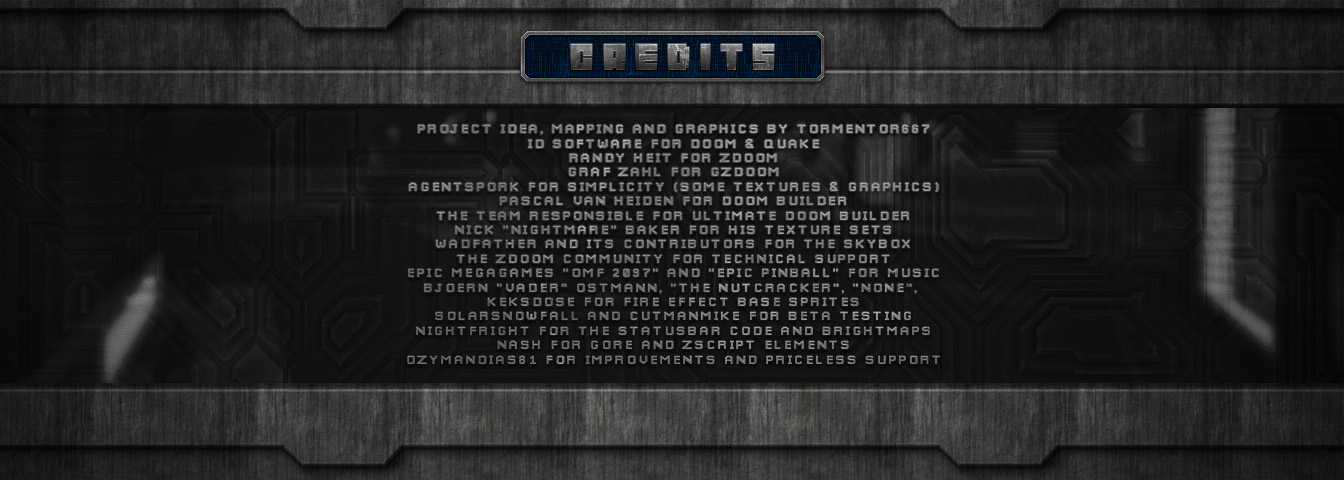 CREDITS
PROJECT IDEA, MAPPING AND GRAPHICS BY TORMENTOR667
ID SOFTWARE FOR DOOM & QUAKE
RANDY HEIT FOR ZDOOM
GRAF ZAHL FOR GZDOOM
AGENTSPORK FOR SIMPLICITY (SOME TEXTURES & GRAPHICS)
PASCAL VAN HEIDEN FOR DOOM BUILDER
THE TEAM RESPONSIBLE FOR ULTIMATE DOOM BUILDER
NICK "NIGHTMARE" BAKER FOR HIS TEXTURE SETS
WADFATHER AND ITS CONTRIBUTORS FOR THE SKYBOX
THE ZDOOM COMMUNITY FOR TECHNICAL SUPPORT
EPIC MEGAGAMES "OMF 2097" AND "EPIC PINBALL" FOR MUSIC
BJOERN "VADER" OSTMANN, "THE NUTCRACKER", "NONE",
KEKSDOSE FOR FIRE EFFECT BASE SPRITES
SOLARSNOWFALL AND CUTMANMIKE FOR BETA TESTING
NIGHTFRIGHT FOR THE STATUSBAR CODE AND BRIGHTMAPS
NASH FOR GORE AND ZSCRIPT ELEMENTS
OZYMANDIAS81 FOR IMPROVEMENTS AND PRICELESS SUPPORT